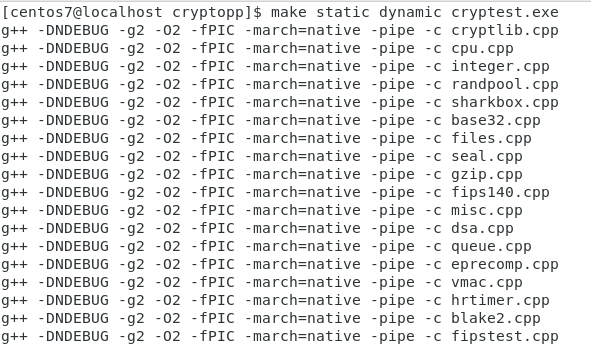 [centos7@localhost cryptopp]$ make static dynamic cryptest.exe
g++ -DNDEBUG -g2 -O2 -fPIC -march=native -pipe -c cryptlib.cpp
g++ -DNDEBUG -g2 -O2 -fPIC -march=native -pipe -c cpu.cpp
g++ -DNDEBUG -g2 -O2 -fPIC -march=native -pipe -c integer.cpp
g++ -DNDEBUG -g2 -O2 -fPIC -march=native -pipe -c randpool.cpp
g++ -DNDEBUG -g2 -O2 -fPIC -march=native -pipe -c sharkbox.cpp
g++ -DNDEBUG -g2 -O2 -fPIC -march=native -pipe -c base32.cpp
g++ -DNDEBUG -g2 -O2 -fPIC -march=native -pipe -c files.cpp
g++ -DNDEBUG -g2 -O2 -fPIC -march=native -pipe -c seal.cpp
g++ -DNDEBUG -g2 -O2 -fPIC -march=native -pipe -c gzip.cpp
g++ -DNDEBUG -g2 -O2 -fPIC -march=native -pipe -c fips140.cpp
g++ -DNDEBUG -g2 -O2 -fPIC -march=native -pipe -c misc.cpp
g++ -DNDEBUG -g2 -O2 -fPIC -march=native -pipe -c dsa.cpp
g++ -DNDEBUG -g2 -O2 -fPIC -march=native -pipe -c queue.cpp
g++ -DNDEBUG -g2 -O2 -fPIC -march=native -pipe -c eprecomp.cpp
g++ -DNDEBUG -g2 -O2 -fPIC -march=native -pipe -c vmac.cpp
g++ -DNDEBUG -g2 -O2 -fPIC -march=native -pipe -c hrtimer.cpp
g++ -DNDEBUG -g2 -O2 -fPIC -march=native -pipe -c blake2.cpp
g++ -DNDEBUG -g2 -O2 -fPIC -march=native -pipe -c fipstest.cpp